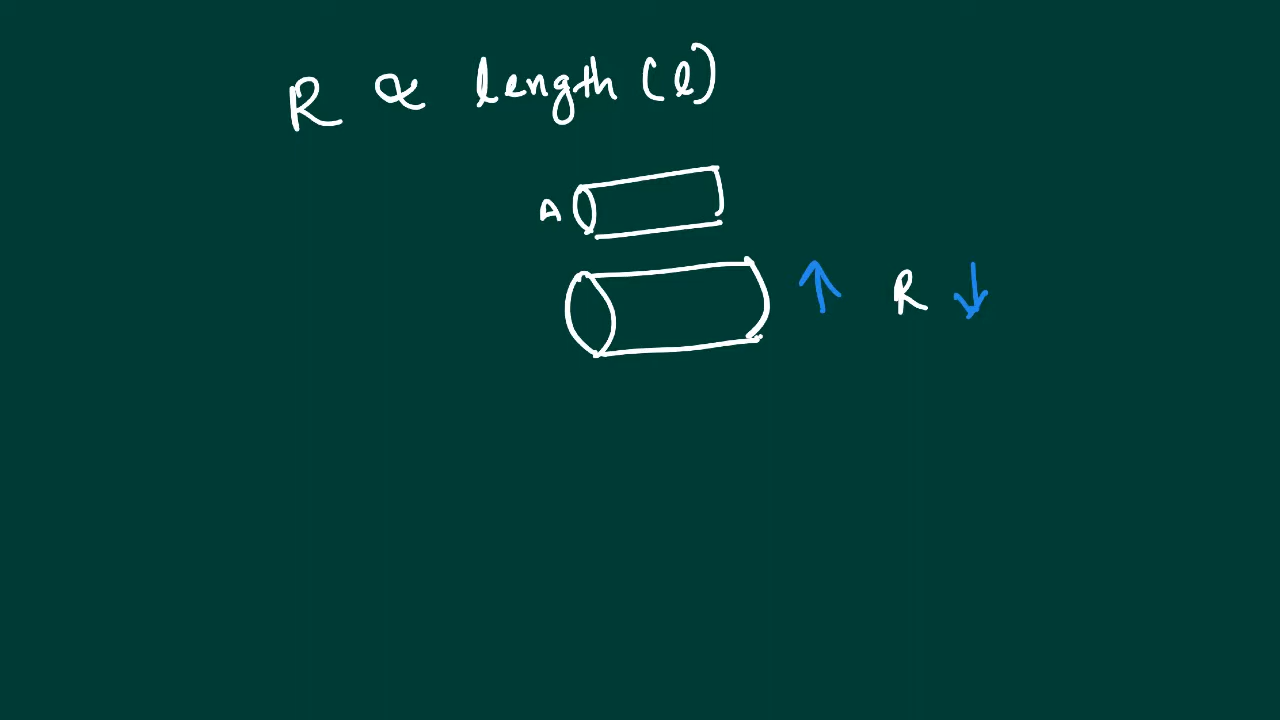 R ∝ length (l)
A
↑ R ↓